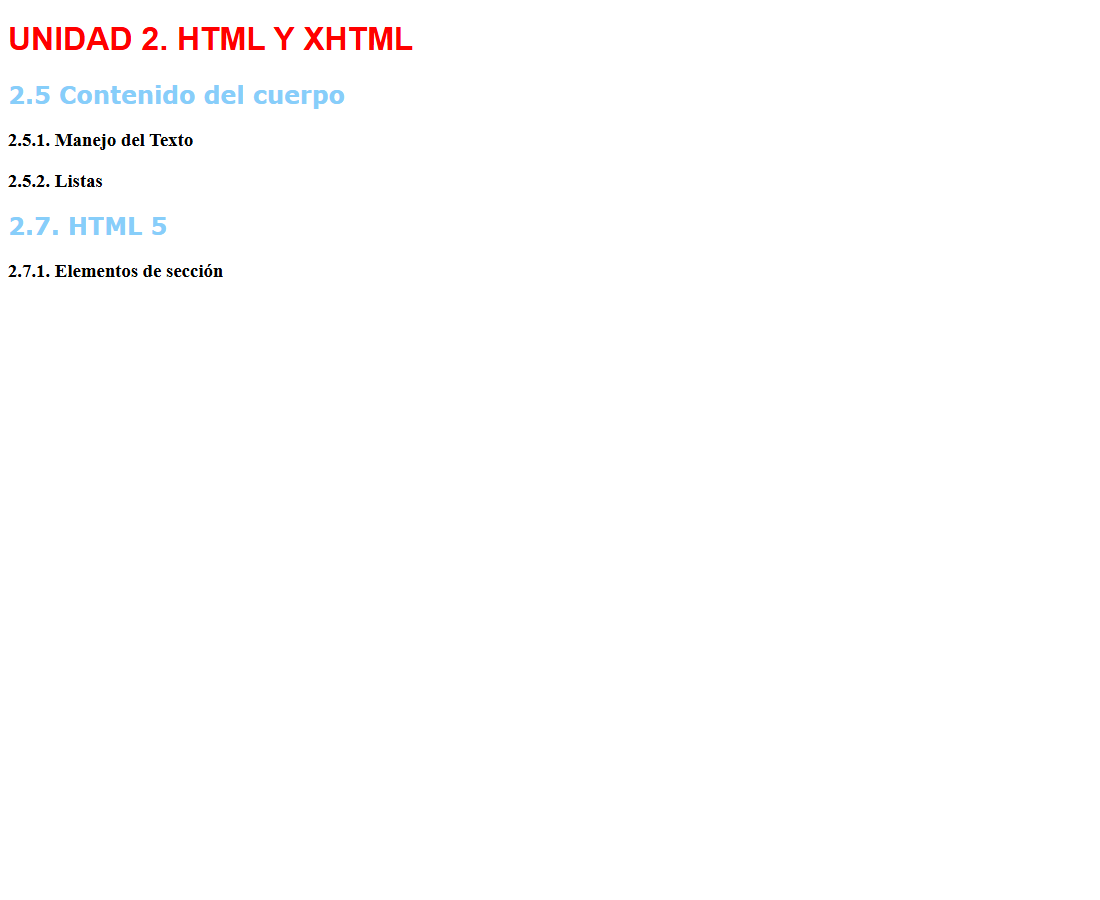 UNIDAD 2. HTML Y XHTML
2.5 Contenido del cuerpo
2.5.1. Manejo del Texto
2.5.2. Listas
2.7. HTML 5
2.7.1. Elementos de sección